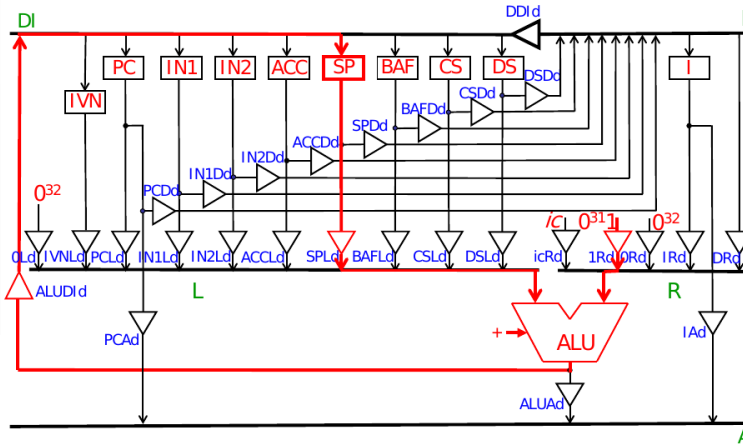 DI
DDId
PC
IN1
IN2
ACC
SP
BAF
CS
DS
I
IVN
DSDd
CSDd
BAFDd
SPDd
ACCDd
IN2Dd
IN1Dd
PCDd
0³²
ic
0³¹1
0³²
0Ld
IVNLd
PCLd
IN1Ld
IN2Ld
ACCLd
SPLd
BAFLd
CSLd
DSLd
icRd
1Rd
0Rd
IRd
DRd
ALUDId
L
R
PCAd
+
ALU
IAd
ALUAd
A